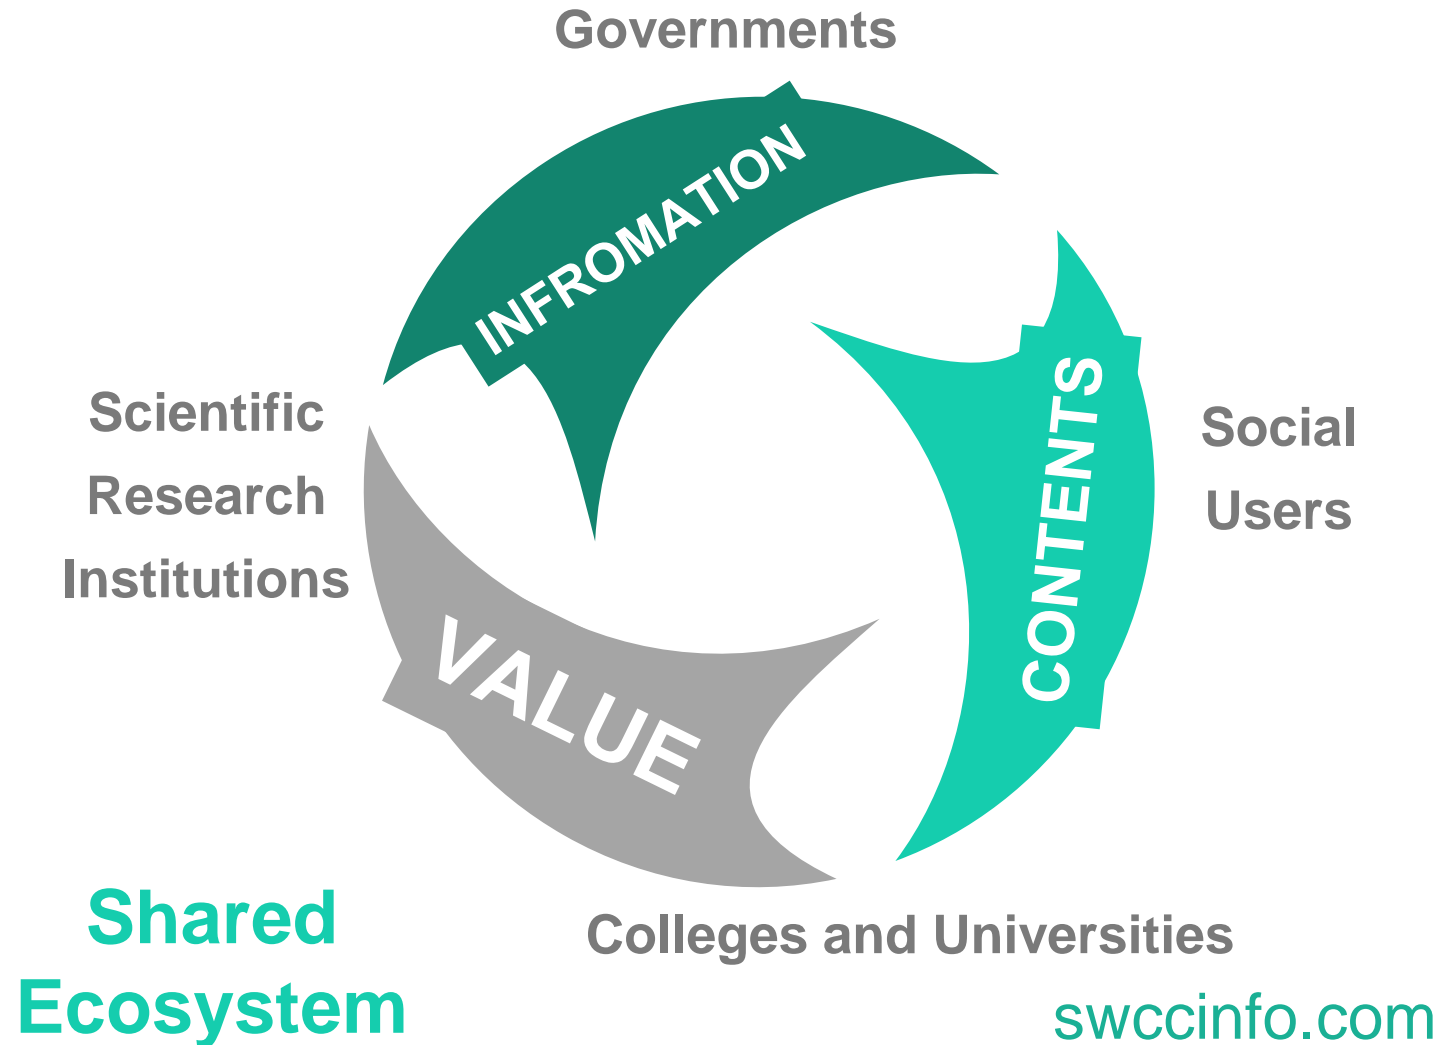 Governments
INFROMATION
Scientific
Research
Institutions
CONTENTS
Social
Users
VALUE
Colleges and Universities
Shared
Ecosystem
swccinfo.com